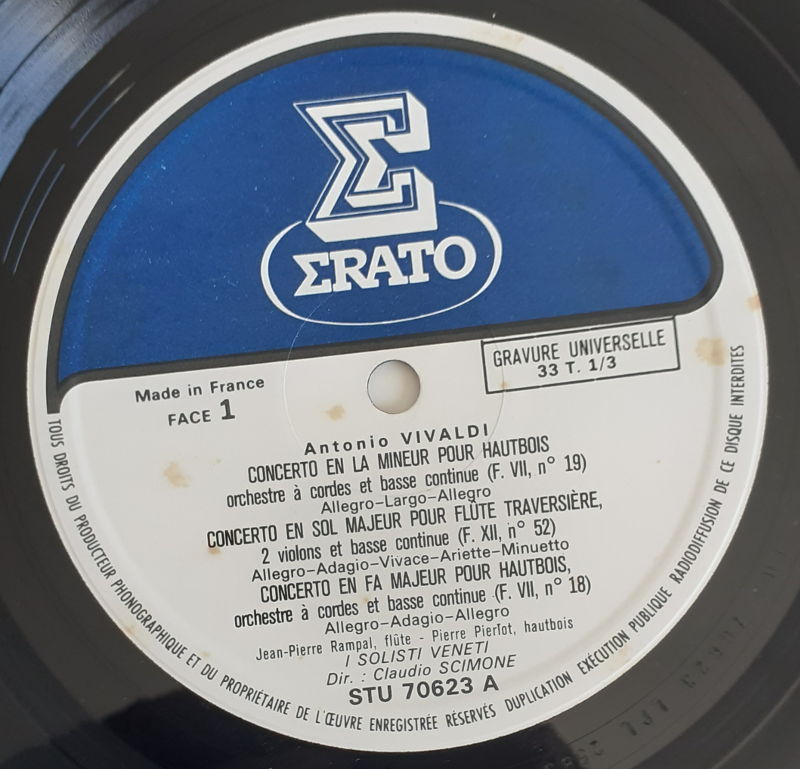 ΣRATO
GRAVURE UNIVERSELLE
33 T. 1/3
Made in France
FACE 1
Antonio VIVALDI
CONCERTO EN LA MINEUR POUR HAUTBOIS
orchestre à cordes et basse continue (F. VII, n° 19)
Allegro-Largo-Allegro
CONCERTO EN SOL MAJEUR POUR FLÛTE TRAVERSIÈRE,
2 violons et basse continue (F. XII, n° 52)
Allegro-Adagio-Vivace-Ariette-Minuetto
CONCERTO EN FA MAJEUR POUR HAUTBOIS,
orchestre à cordes et basse continue (F. VII, n° 18)
Allegro-Adagio-Allegro
Jean-Pierre Rampal, flûte - Pierre Pierlot, hautbois
I SOLISTI VENETI
Dir. : Claudio SCIMONE
STU 70623 A
TOUS DROITS DU PRODUCTEUR PHONOGRAPHIQUE ET DU PROPRIÉTAIRE DE L'ŒUVRE ENREGISTRÉE RÉSERVÉS DUPLICATION EXÉCUTION PUBLIQUE RADIODIFFUSION DE CE DISQUE INTERDITES